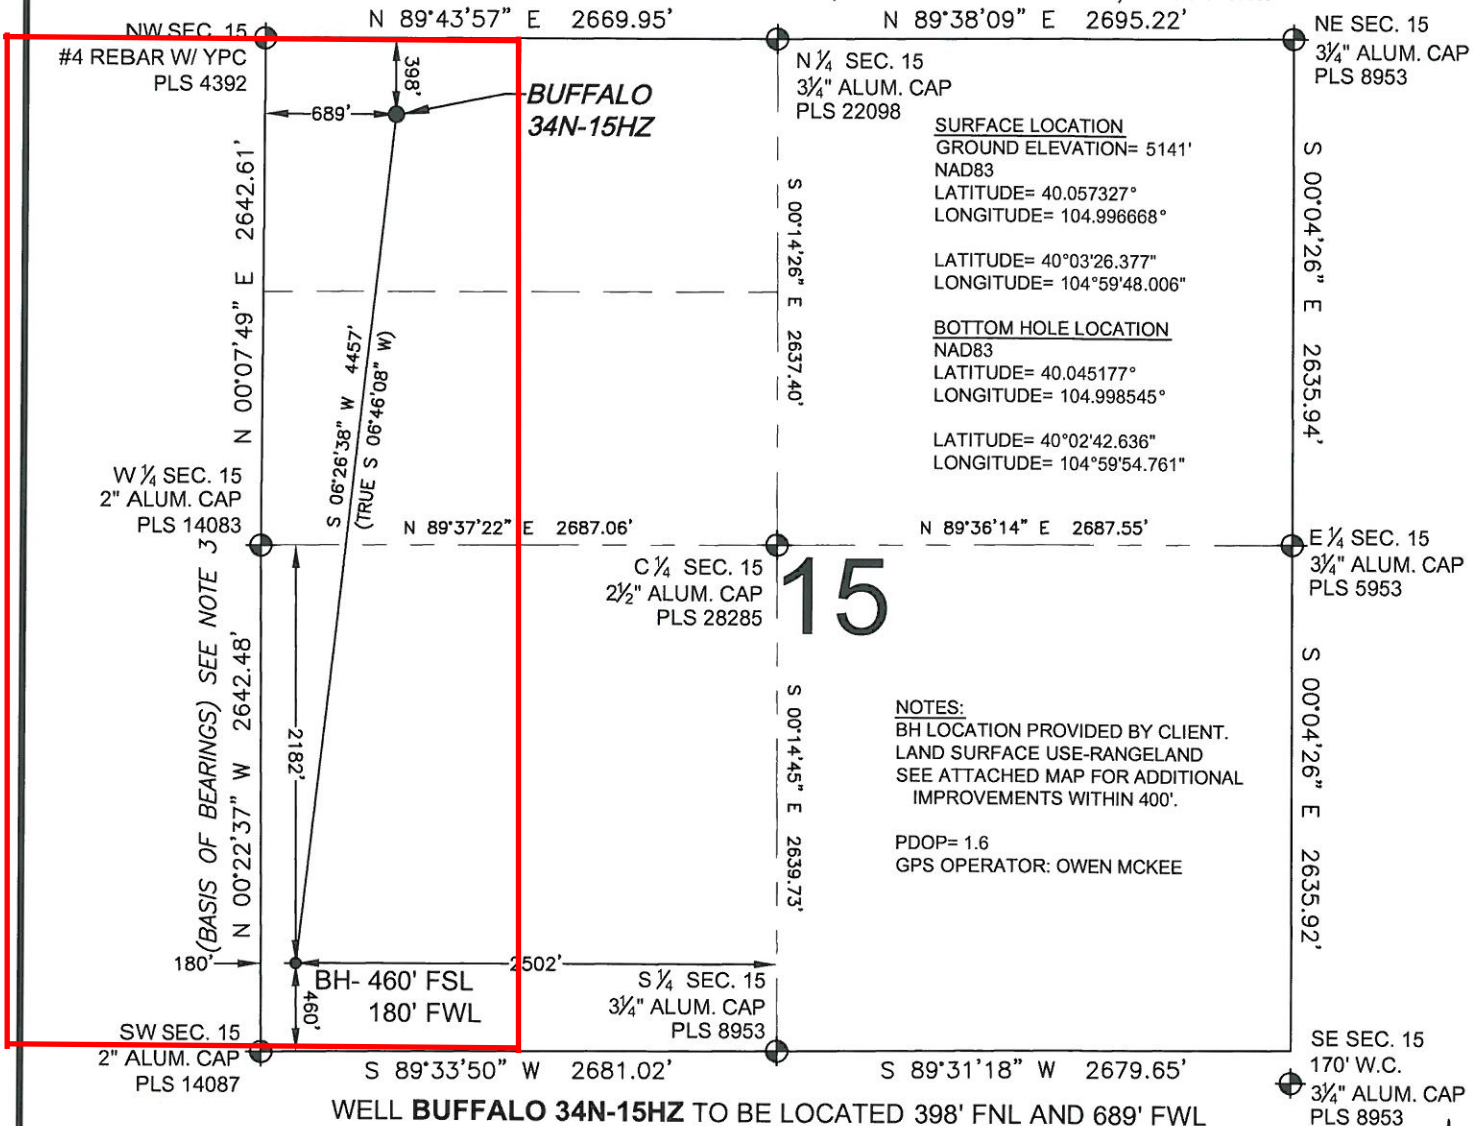 N 89°43'57" E 2669.95'
N 89°38'09" E 2695.22'
NW SEC. 15
#4 REBAR W/ YPC
PLS 4392
398'
689'
BUFFALO
34N-15HZ
N ¼ SEC. 15
3¼" ALUM. CAP
PLS 22098
NE SEC. 15
3¼" ALUM. CAP
PLS 8953
SURFACE LOCATION
GROUND ELEVATION= 5141'
NAD83
LATITUDE= 40.057327°
LONGITUDE= 104.996668°
LATITUDE= 40°03'26.377"
LONGITUDE= 104°59'48.006"
BOTTOM HOLE LOCATION
NAD83
LATITUDE= 40.045177°
LONGITUDE= 104.998545°
LATITUDE= 40°02'42.636"
LONGITUDE= 104°59'54.761"
N 00°07'49" E 2642.61'
S 00°14'26" E 2637.40'
S 00°04'26" E 2635.94'
S 06°26'38" W 4457'
(TRUE S 06°46'08" W)
W ¼ SEC. 15
2" ALUM. CAP
PLS 14083
N 89°37'22" E 2687.06'
N 89°36'14" E 2687.55'
C ¼ SEC. 15
2½" ALUM. CAP
PLS 28285
15
E ¼ SEC. 15
3¼" ALUM. CAP
PLS 5953
(BASIS OF BEARINGS) SEE NOTE 3
N 00°22'37" W 2642.48'
2182'
S 00°14'45" E 2639.73'
S 00°04'26" E 2635.92'
NOTES:
BH LOCATION PROVIDED BY CLIENT.
LAND SURFACE USE-RANGELAND
SEE ATTACHED MAP FOR ADDITIONAL
IMPROVEMENTS WITHIN 400'.
PDOP= 1.6
GPS OPERATOR: OWEN MCKEE
180'
2502'
BH- 460' FSL
180' FWL
460'
S ¼ SEC. 15
3¼" ALUM. CAP
PLS 8953
SW SEC. 15
2" ALUM. CAP
PLS 14087
S 89°33'50" W 2681.02'
S 89°31'18" W 2679.65'
SE SEC. 15
170' W.C.
3¼" ALUM. CAP
PLS 8953
WELL BUFFALO 34N-15HZ TO BE LOCATED 398' FNL AND 689' FWL